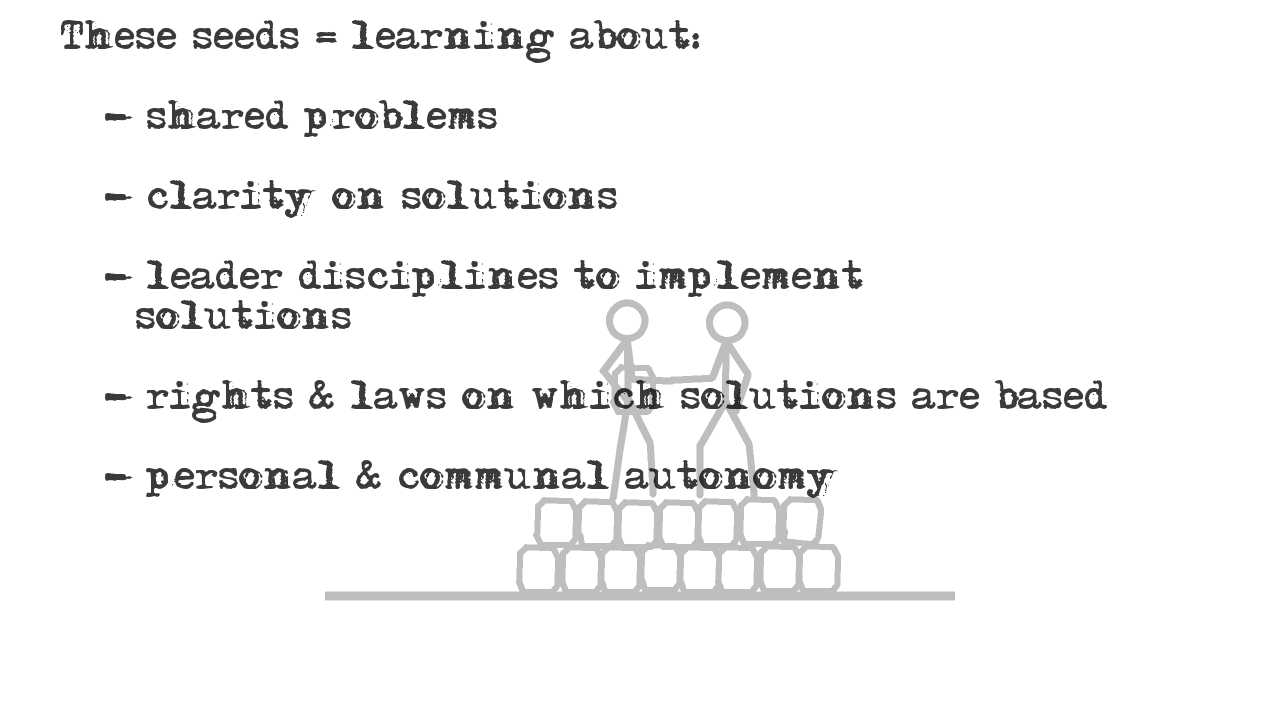 These seeds = learning about:
- shared problems
- clarity on solutions
- leader disciplines to implement
solutions
- rights & laws on which solutions are based
- personal & communal autonomy